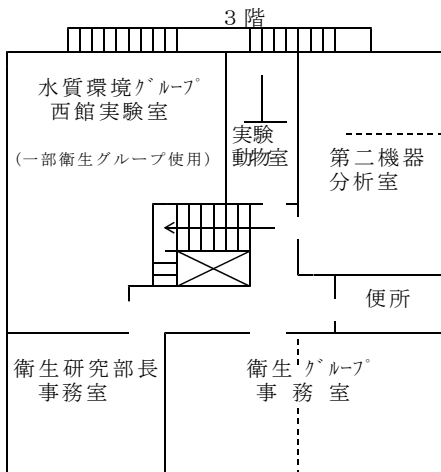 ３階
水質環境ｸﾞﾙｰﾌﾟ
西館実験室
(一部衛生グループ使用)
実験
動物室
第二機器
分析室
便所
衛生研究部長
事務室
衛生 ｸﾞﾙｰﾌﾟ
事 務 室